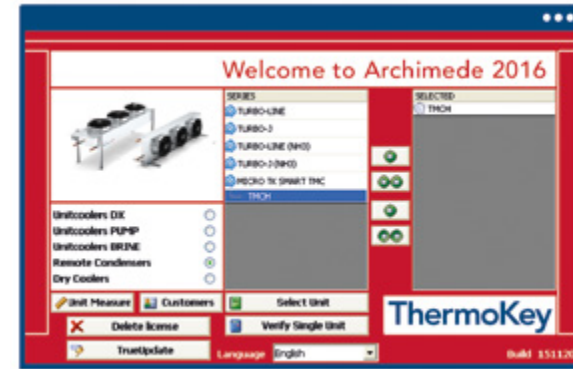 Welcome to Archimede 2016
SERIES
TURBO-LINE
TURBO-J
TURBO-LINE (NH3)
TURBO-J (NH3)
MICRO TK SMART TMC
TMCH
SELECTED
TMCH
Unitcoolers DX
Unitcoolers PUMP
Unitcoolers BRINE
Remote Condensers
Dry Coolers
Unit Measure
Customers
Select Unit
Delete license
Verify Single Unit
TrueUpdate
Language
English
ThermoKey
Build 151120